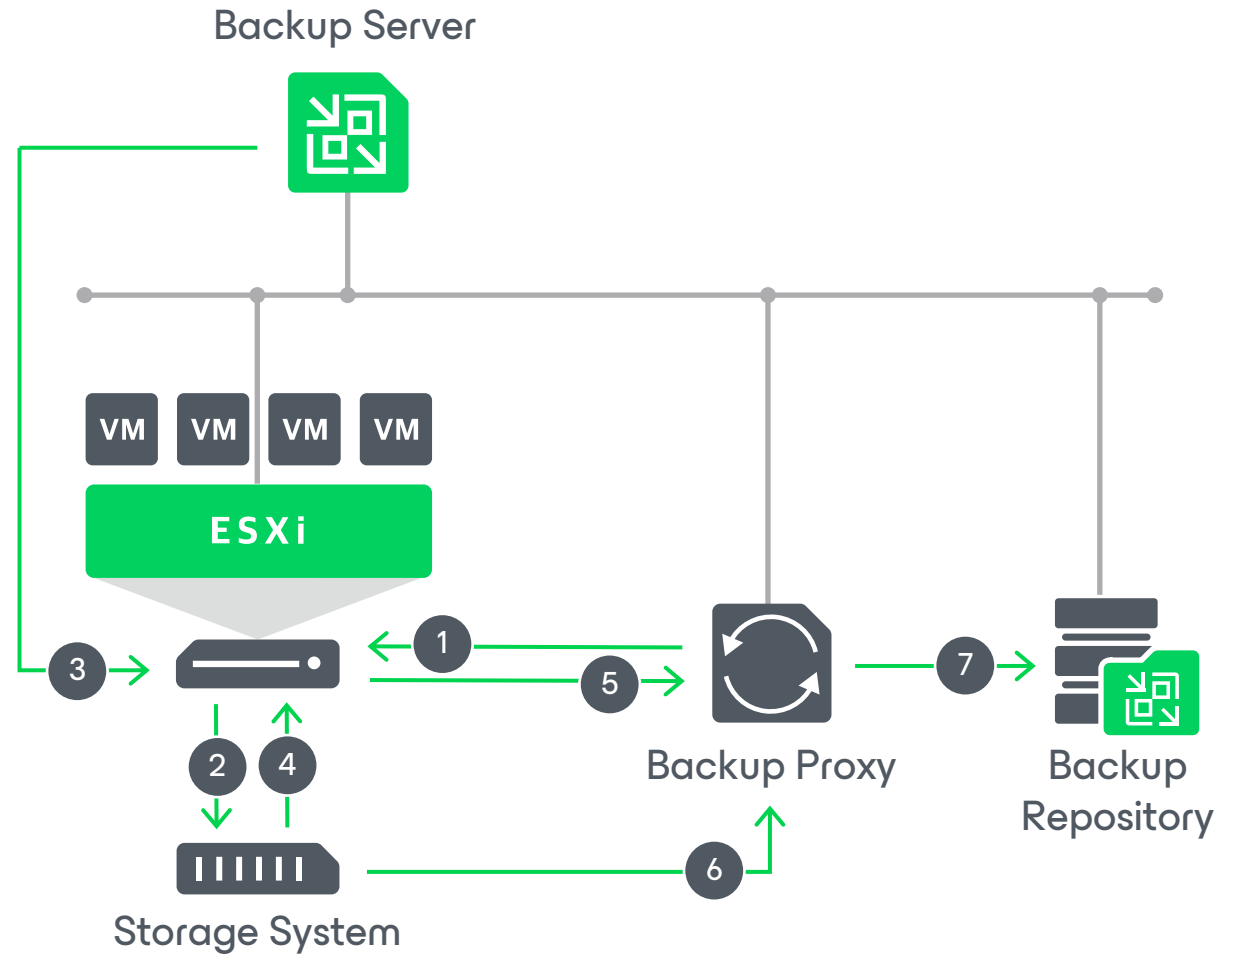 Backup Server
VM VM VM VM
ESXi
1
3
5
7
2
4
Backup Proxy
Backup
Repository
6
Storage System